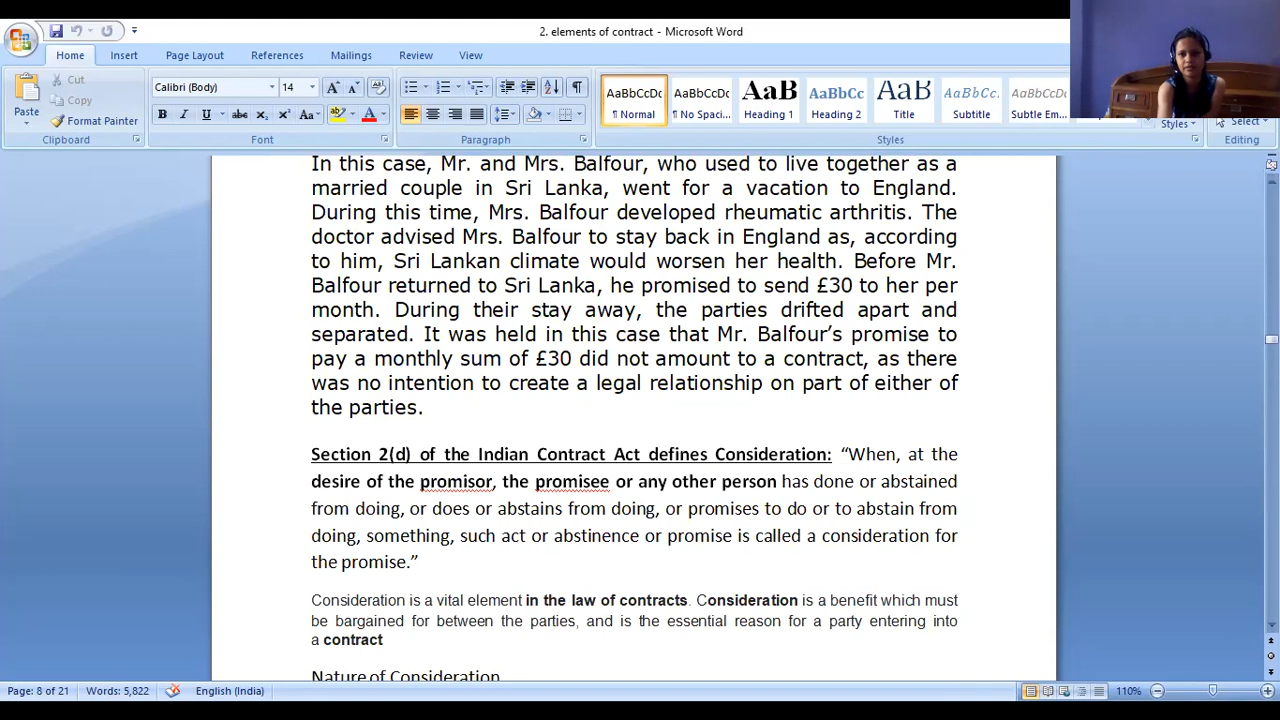 2. elements of contract - Microsoft Word
Home Insert Page Layout References Mailings Review View
Paste
Cut
Copy
Format Painter
Clipboard
Calibri (Body) 14
Font
Paragraph
AaBbCcDc AaBbCcDc AaB AaBbCc AaB AaBbCc. AaBbCcDc
¶ Normal ¶ No Spaci... Heading 1 Heading 2 Title Subtitle Subtle Em...
Styles
Styles
Select
Editing
In this case, Mr. and Mrs. Balfour, who used to live together as a
married couple in Sri Lanka, went for a vacation to England.
During this time, Mrs. Balfour developed rheumatic arthritis. The
doctor advised Mrs. Balfour to stay back in England as, according
to him, Sri Lankan climate would worsen her health. Before Mr.
Balfour returned to Sri Lanka, he promised to send £30 to her per
month. During their stay away, the parties drifted apart and
separated. It was held in this case that Mr. Balfour’s promise to
pay a monthly sum of £30 did not amount to a contract, as there
was no intention to create a legal relationship on part of either of
the parties.
Section 2(d) of the Indian Contract Act defines Consideration: “When, at the
desire of the promisor, the promisee or any other person has done or abstained
from doing, or does or abstains from doing, or promises to do or to abstain from
doing, something, such act or abstinence or promise is called a consideration for
the promise.”
Consideration is a vital element in the law of contracts. Consideration is a benefit which must
be bargained for between the parties, and is the essential reason for a party entering into
a contract
Nature of Consideration
Page: 8 of 21 Words: 5,822 English (India) 110%